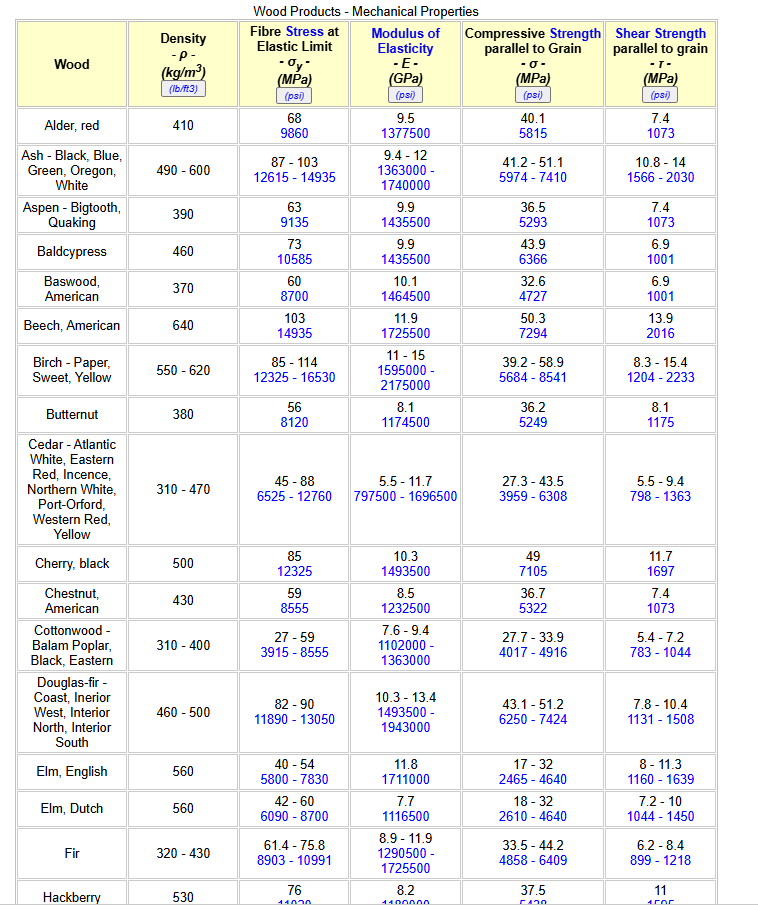 Wood Products - Mechanical Properties
Wood
Density
- ρ -
(kg/m³)
(lb/ft3)
Fibre Stress at
Elastic Limit
- σy -
(MPa)
(psi)
Modulus of
Elasticity
- E -
(GPa)
(psi)
Compressive Strength
parallel to Grain
- σ -
(MPa)
(psi)
Shear Strength
parallel to grain
- τ -
(MPa)
(psi)
Alder, red
410
68
9860
9.5
1377500
40.1
5815
7.4
1073
Ash - Black, Blue,
Green, Oregon,
White
490 - 600
87 - 103
12615 - 14935
9.4 - 12
1363000 -
1740000
41.2 - 51.1
5974 - 7410
10.8 - 14
1566 - 2030
Aspen - Bigtooth,
Quaking
390
63
9135
9.9
1435500
36.5
5293
7.4
1073
Baldcypress
460
73
10585
9.9
1435500
43.9
6366
6.9
1001
Baswood,
American
370
60
8700
10.1
1464500
32.6
4727
6.9
1001
Beech, American
640
103
14935
11.9
1725500
50.3
7294
13.9
2016
Birch - Paper,
Sweet, Yellow
550 - 620
85 - 114
12325 - 16530
11 - 15
1595000 -
2175000
39.2 - 58.9
5684 - 8541
8.3 - 15.4
1204 - 2233
Butternut
380
56
8120
8.1
1174500
36.2
5249
8.1
1175
Cedar - Atlantic
White, Eastern
Red, Incence,
Northern White,
Port-Orford,
Western Red,
Yellow
310 - 470
45 - 88
6525 - 12760
5.5 - 11.7
797500 - 1696500
27.3 - 43.5
3959 - 6308
5.5 - 9.4
798 - 1363
Cherry, black
500
85
12325
10.3
1493500
49
7105
11.7
1697
Chestnut,
American
430
59
8555
8.5
1232500
36.7
5322
7.4
1073
Cottonwood -
Balam Poplar,
Black, Eastern
310 - 400
27 - 59
3915 - 8555
7.6 - 9.4
1102000 -
1363000
27.7 - 33.9
4017 - 4916
5.4 - 7.2
783 - 1044
Douglas-fir -
Coast, Inerior
West, Interior
North, Interior
South
460 - 500
82 - 90
11890 - 13050
10.3 - 13.4
1493500 -
1943000
43.1 - 51.2
6250 - 7424
7.8 - 10.4
1131 - 1508
Elm, English
560
40 - 54
5800 - 7830
11.8
1711000
17 - 32
2465 - 4640
8 - 11.3
1160 - 1639
Elm, Dutch
560
42 - 60
6090 - 8700
7.7
1116500
18 - 32
2610 - 4640
7.2 - 10
1044 - 1450
Fir
320 - 430
61.4 - 75.8
8903 - 10991
8.9 - 11.9
1290500 -
1725500
33.5 - 44.2
4858 - 6409
6.2 - 8.4
899 - 1218
Hackberry
530
76
8.2
37.5
11